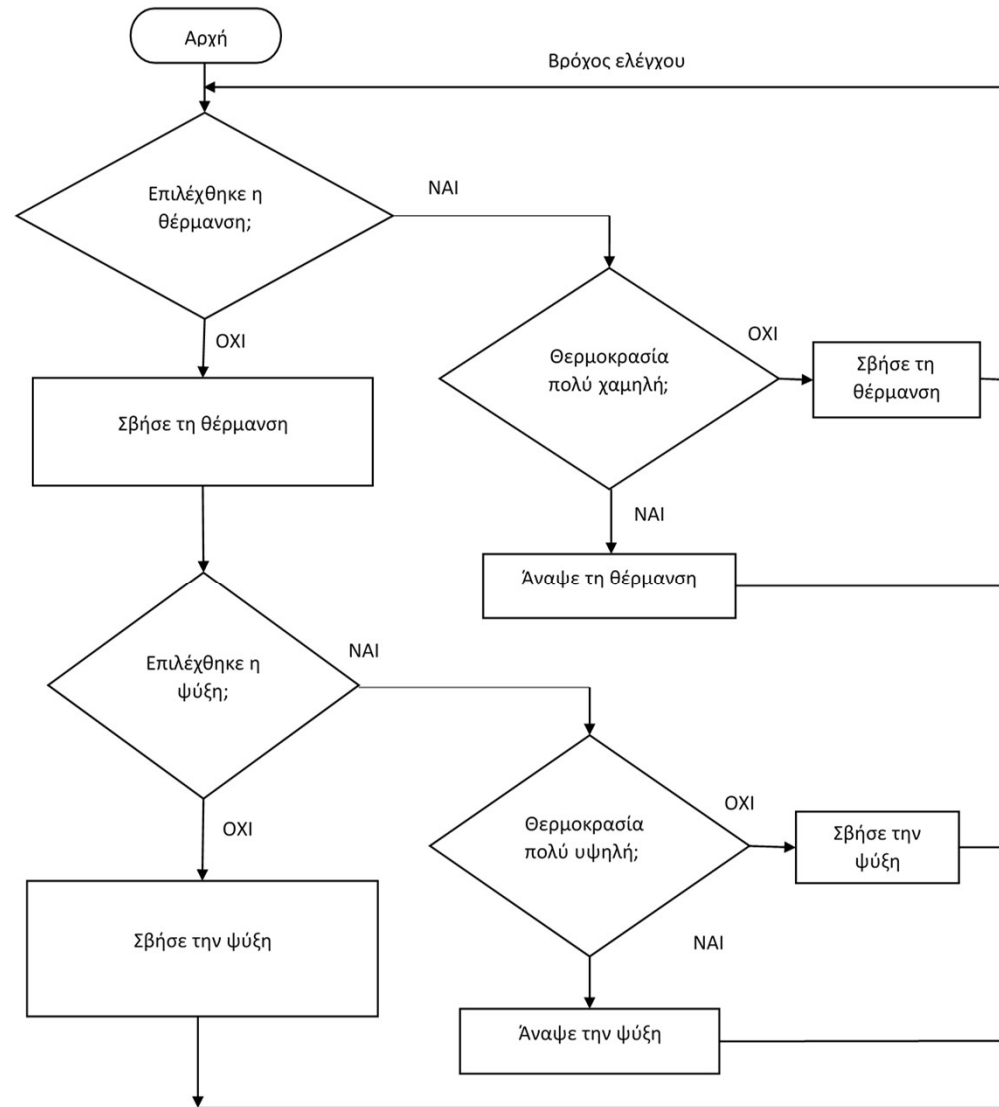 Αρχή
Βρόχος ελέγχου
Επιλέχθηκε η
θέρμανση;
ΝΑΙ
ΟΧΙ
Θερμοκρασία
πολύ χαμηλή;
ΟΧΙ
Σβήσε τη
θέρμανση
Σβήσε τη θέρμανση
ΝΑΙ
Άναψε τη θέρμανση
Επιλέχθηκε η
ψύξη;
ΝΑΙ
ΟΧΙ
Θερμοκρασία
πολύ υψηλή;
ΟΧΙ
Σβήσε την
ψύξη
Σβήσε την ψύξη
ΝΑΙ
Άναψε την ψύξη